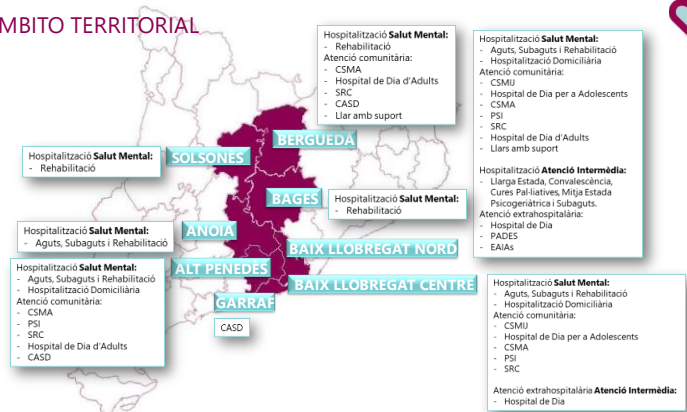 MBITO TERRITORIAL
Hospitalització Salut Mental:
- Rehabilitació
Atenció comunitària:
- CSMA
- Hospital de Dia d'Adults
- SRC
- CASD
- Llar amb suport
Hospitalització Salut Mental:
- Aguts, Subaguts i Rehabilitació
- Hospitalització Domiciliària
Atenció comunitària:
- CSMIJ
- Hospital de Dia per a Adolescents
- CSMA
- PSI
- SRC
- Hospital de Dia d'Adults
- Llars amb suport
Hospitalització Atenció Intermèdia:
- Llarga Estada, Convalescència,
Cures Pal·liatives, Mitja Estada
Psicogeriàtrica i Subaguts.
Atenció extrahospitalària:
- Hospital de Dia
- PADES
- EAIAs
BERGUEDÀ
SOLSONÈS
Hospitalització Salut Mental:
- Rehabilitació
BAGES
Hospitalització Salut Mental:
- Rehabilitació
ANOIA
Hospitalització Salut Mental:
- Aguts, Subaguts i Rehabilitació
BAIX LLOBREGAT NORD
ALT PENEDÈS
BAIX LLOBREGAT CENTRE
GARRAF
CASD
Hospitalització Salut Mental:
- Aguts, Subaguts i Rehabilitació
- Hospitalització Domiciliària
Atenció comunitària:
- CSMA
- PSI
- SRC
- Hospital de Dia d'Adults
- CASD
Hospitalització Salut Mental:
- Aguts, Subaguts i Rehabilitació
- Hospitalització Domiciliària
Atenció comunitària:
- CSMIJ
- Hospital de Dia per a Adolescents
- CSMA
- PSI
- SRC
Atenció extrahospitalària Atenció Intermèdia:
- Hospital de Dia